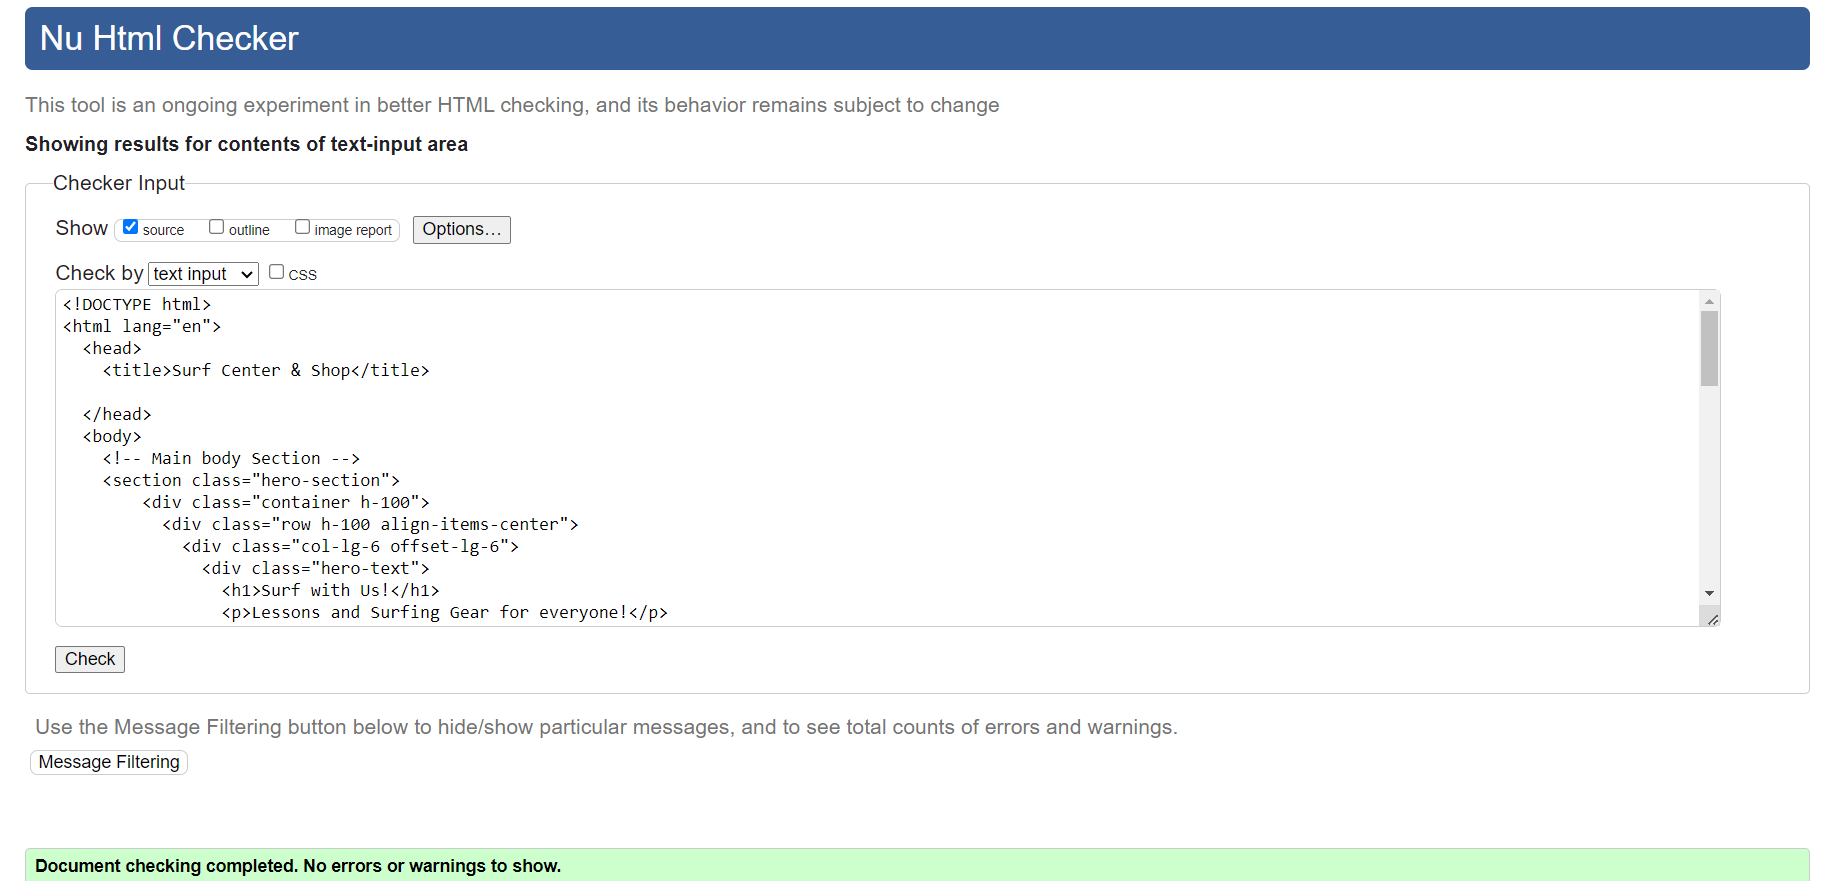 Nu Html Checker
This tool is an ongoing experiment in better HTML checking, and its behavior remains subject to change
Showing results for contents of text-input area
Checker Input
Show source outline image report Options...
Check by text input CSS
<!DOCTYPE html>
<html lang="en">
  <head>
    <title>Surf Center & Shop</title>
  </head>
  <body>
    <!-- Main body Section -->
    <section class="hero-section">
        <div class="container h-100">
          <div class="row h-100 align-items-center">
            <div class="col-lg-6 offset-lg-6">
              <div class="hero-text">
                <h1>Surf with Us!</h1>
                <p>Lessons and Surfing Gear for everyone!</p>
Check
Use the Message Filtering button below to hide/show particular messages, and to see total counts of errors and warnings.
Message Filtering
Document checking completed. No errors or warnings to show.